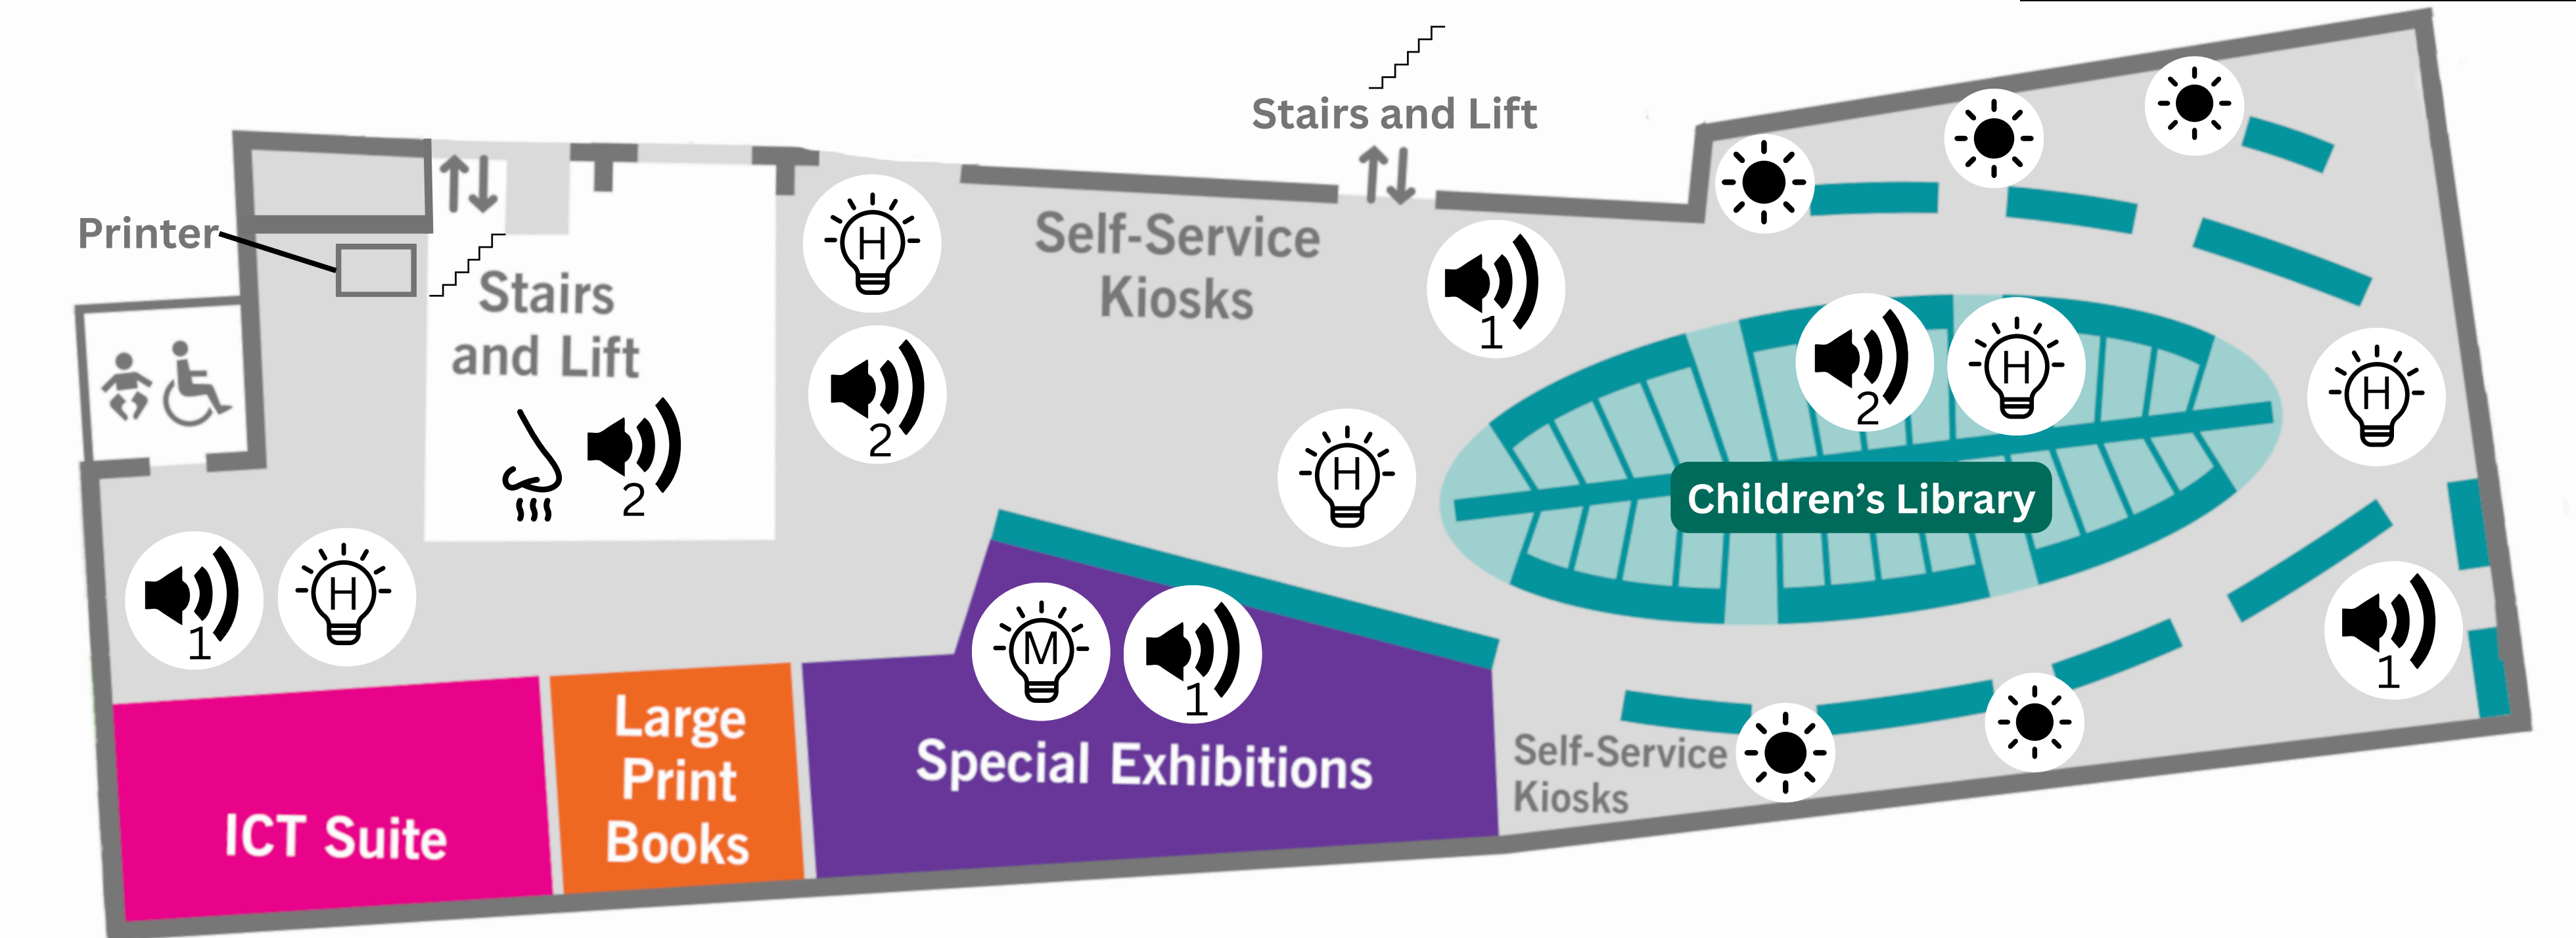 Stairs and Lift
Printer
Stairs
and Lift
H
Self-Service
Kiosks
1
2
H
H
2
H
2
Children's Library
1
H
M
1
1
Large
Print
Books
Special Exhibitions
Self-Service
Kiosks
ICT Suite